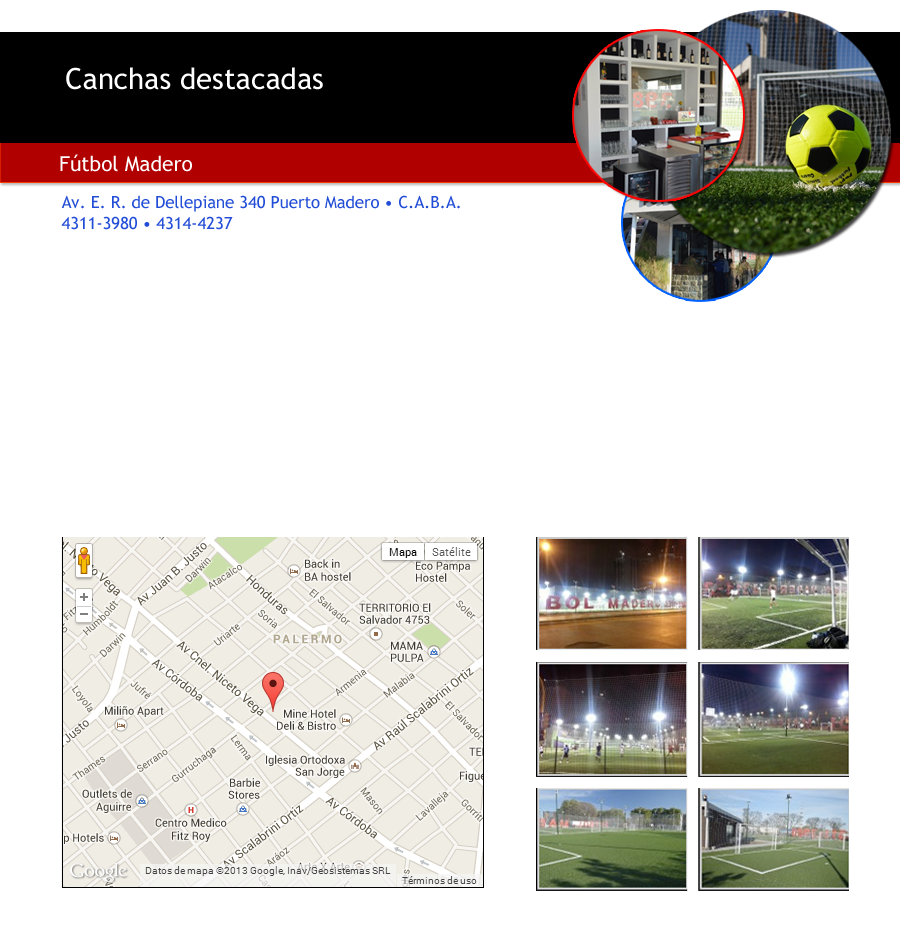 Canchas destacadas
Fútbol Madero
Av. E. R. de Dellepiane 340 Puerto Madero • C.A.B.A.
4311-3980 • 4314-4237
Mapa
Satélite
Back in
BA hostel
Eco Pampa
Hostel
Av Juan B. Justo
Darwin
Atacalco
Honduras
El Salvador
Soler
TERRITORIO El
Salvador 4753
Humboldt
Soria
Uriarte
PALERMO
MAMA
PULPA
Darwin
Av Cnel. Niceto Vega
Av Córdoba
Armenia
Malabia
Av Raúl Scalabrini Ortiz
Loyola
Jufré
Miliño Apart
Mine Hotel
Deli & Bistro
El Salvador
Justo
Lerma
Serrano
Gurruchaga
Thames
Iglesia Ortodoxa
San Jorge
Barbie
Stores
Outlets de
Aguirre
Centro Medico
Fitz Roy
Mason
Lavalleja
Av Córdoba
p Hotels
Av Scalabrini Ortiz
Aráoz
Google
Datos de mapa ©2013 Google, Inav/Geosistemas SRL
Términos de uso
BOL MADERO